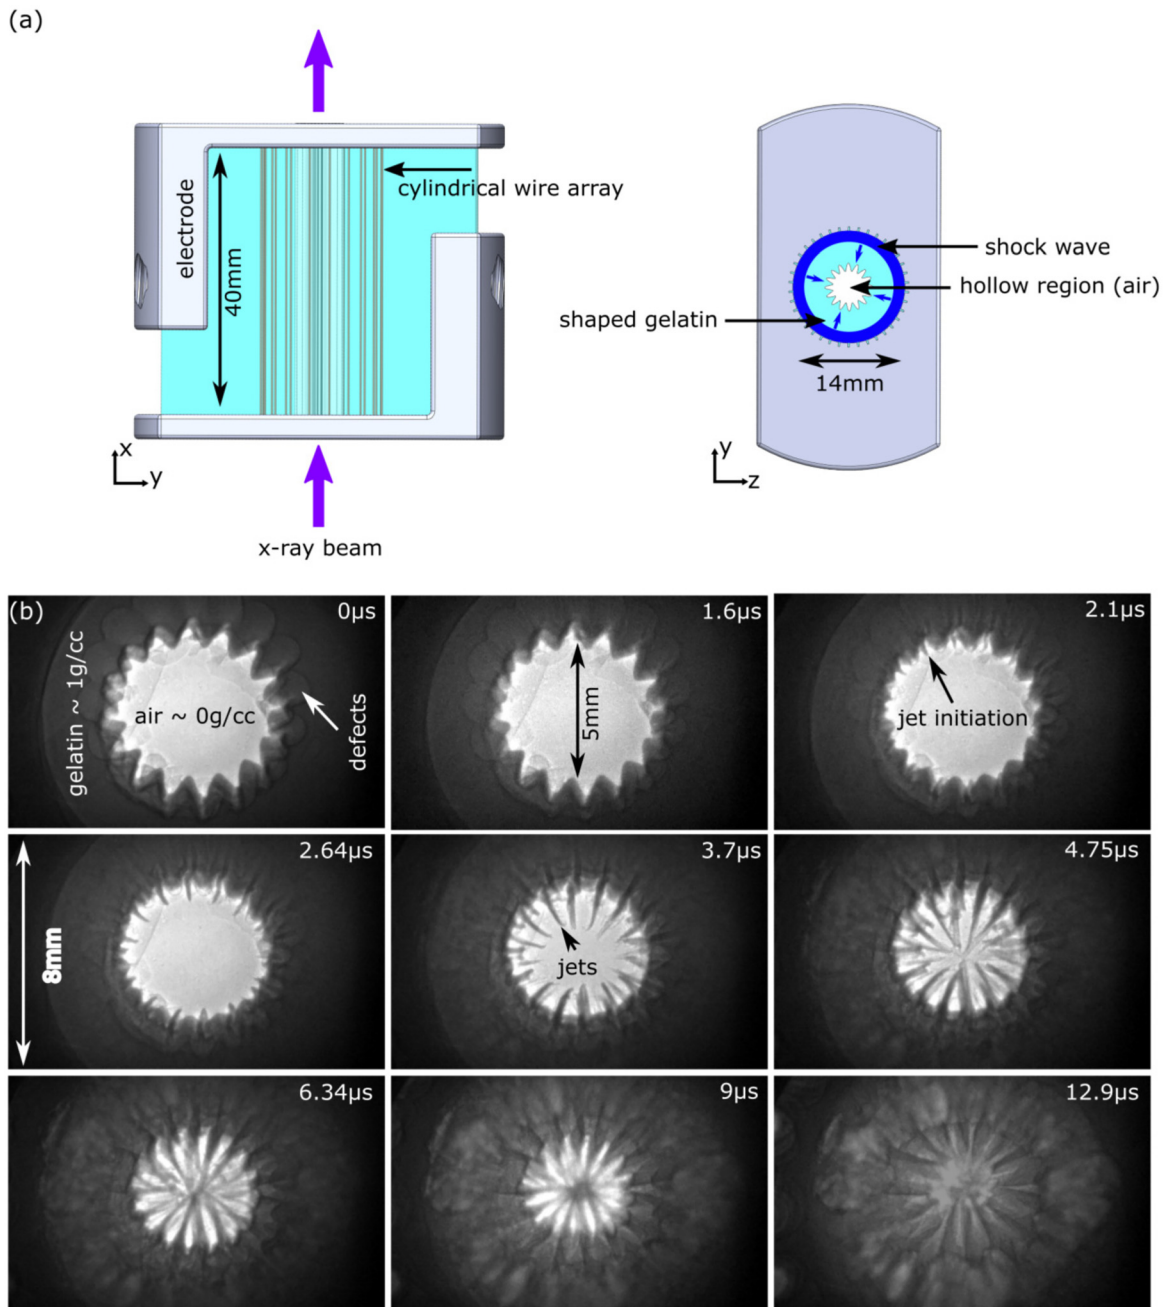 (a)
electrode
40mm
cylindrical wire array
x
y
x-ray beam
shock wave
hollow region (air)
shaped gelatin
14mm
y
z
(b)
0μs
gelatin ~ 1g/cc
air ~ 0g/cc
defects
1.6μs
5mm
2.1μs
jet initiation
2.64μs
8mm
3.7μs
jets
4.75μs
6.34μs
9μs
12.9μs